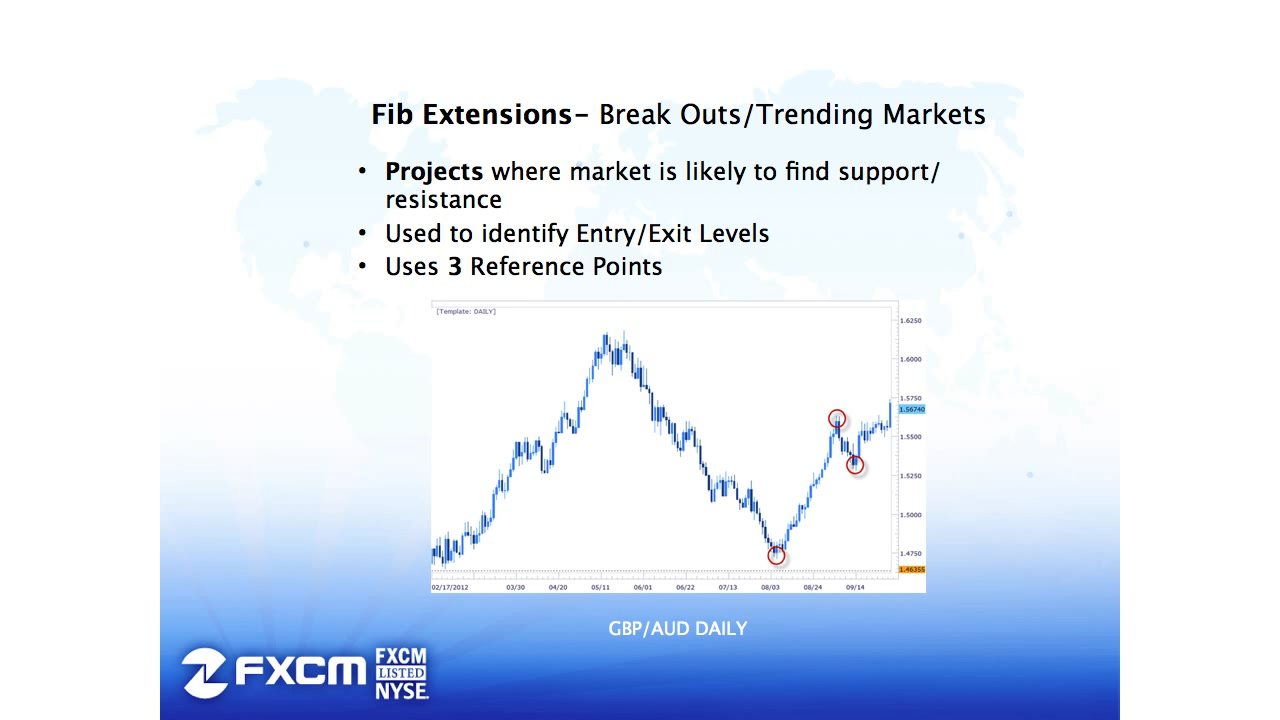 Fib Extensions– Break Outs/Trending Markets
• Projects where market is likely to find support/
resistance
• Used to identify Entry/Exit Levels
• Uses 3 Reference Points
[Template: DAILY]
1.6250
1.6000
1.5750
1.56740
1.5500
1.5250
1.5000
1.4750
1.46355
02/17/2012 03/30 04/20 05/11 06/01 06/22 07/13 08/03 08/24 09/14
GBP/AUD DAILY
FXCM
FXCM
LISTED
NYSE.